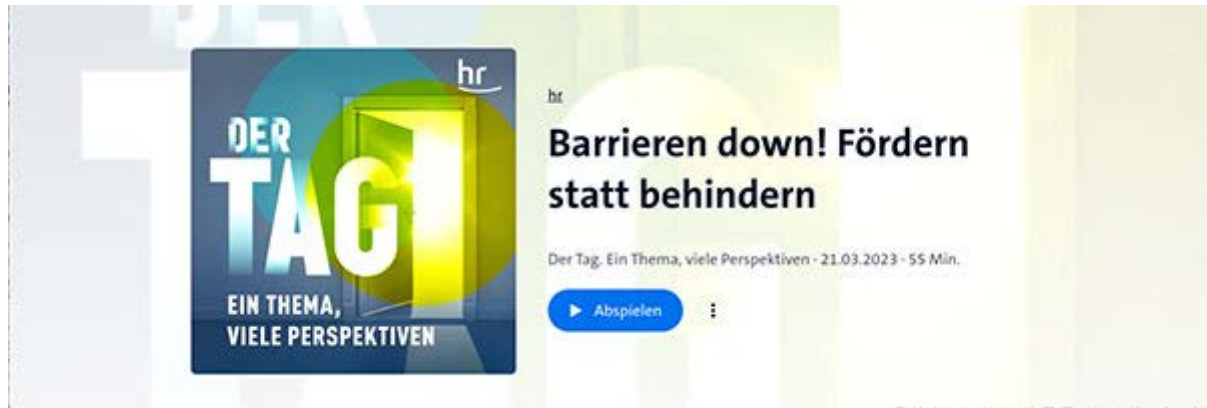 hr
DER
TAG
EIN THEMA,
VIELE PERSPEKTIVEN
hr
Barrieren down! Fördern
statt behindern
Der Tag. Ein Thema, viele Perspektiven - 21.03.2023 - 55 Min.
Abspielen